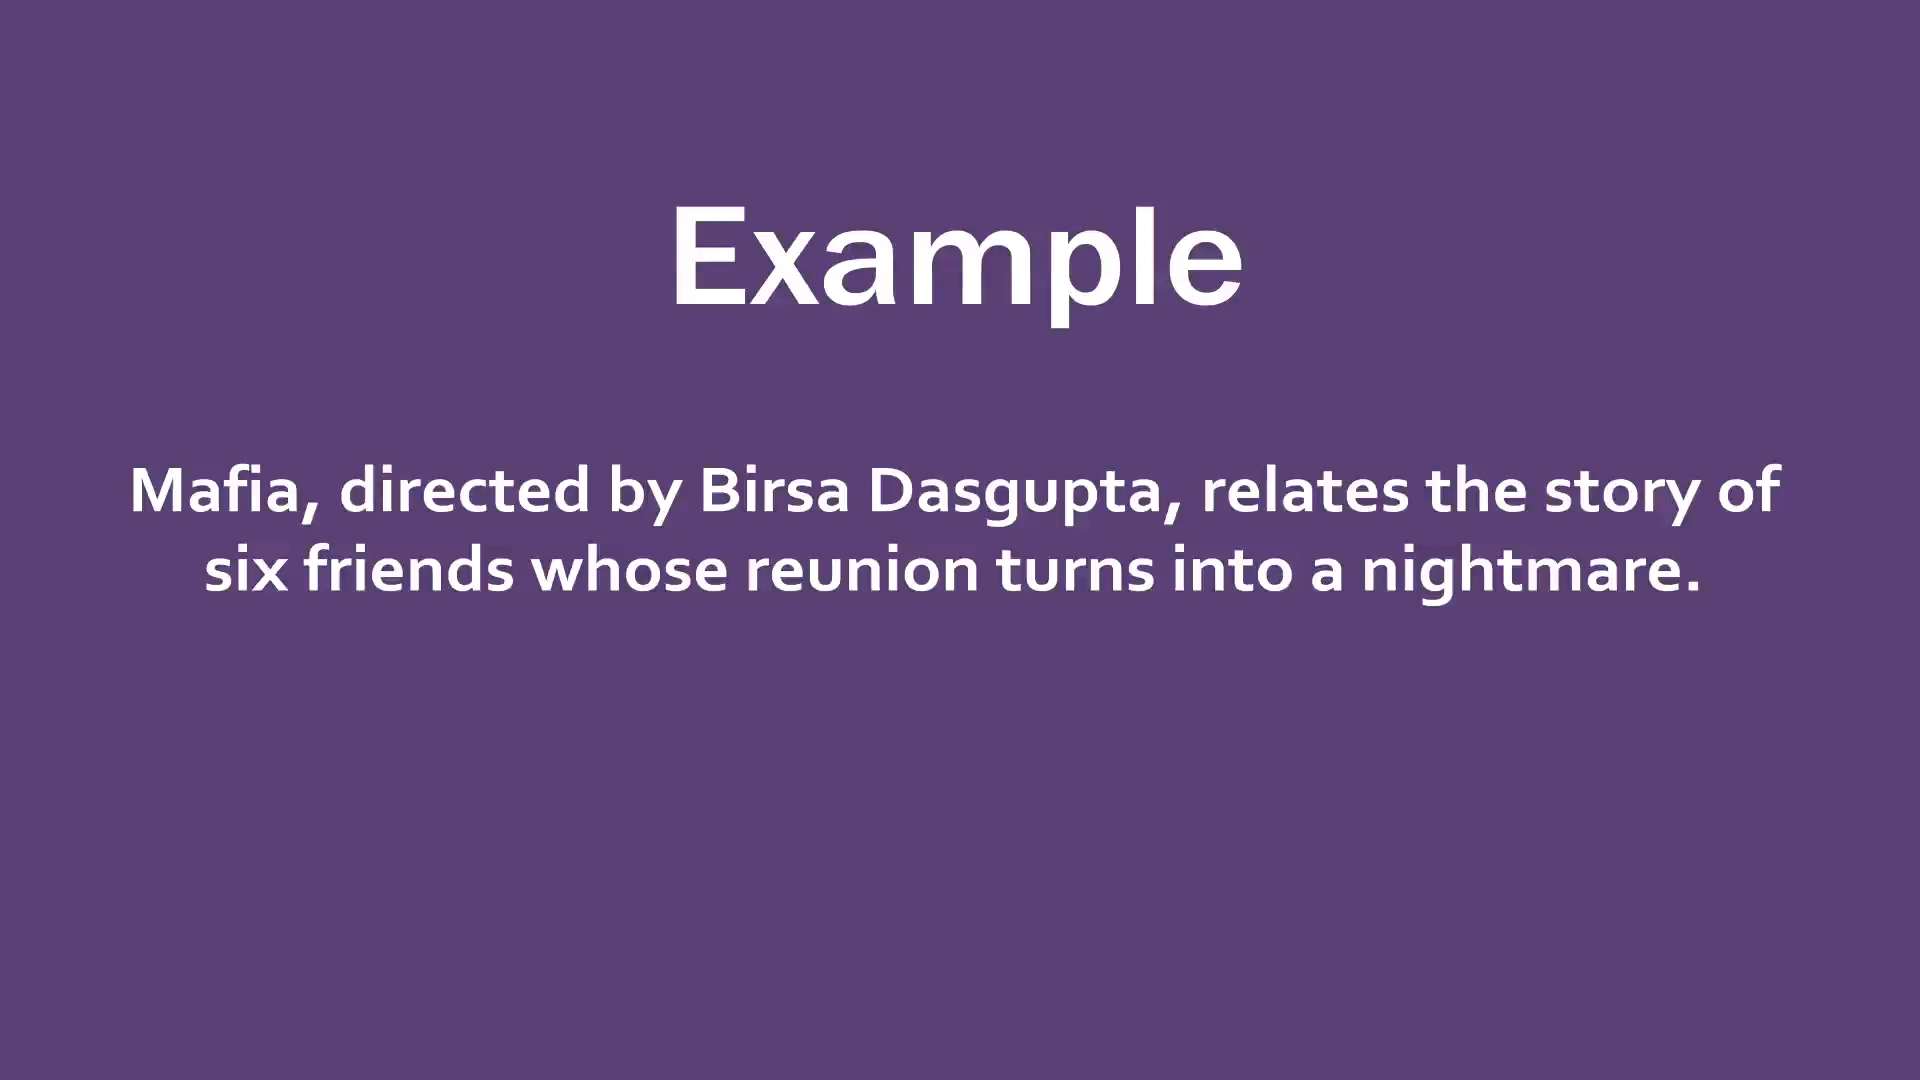 Example
Mafia, directed by Birsa Dasgupta, relates the story of
six friends whose reunion turns into a nightmare.